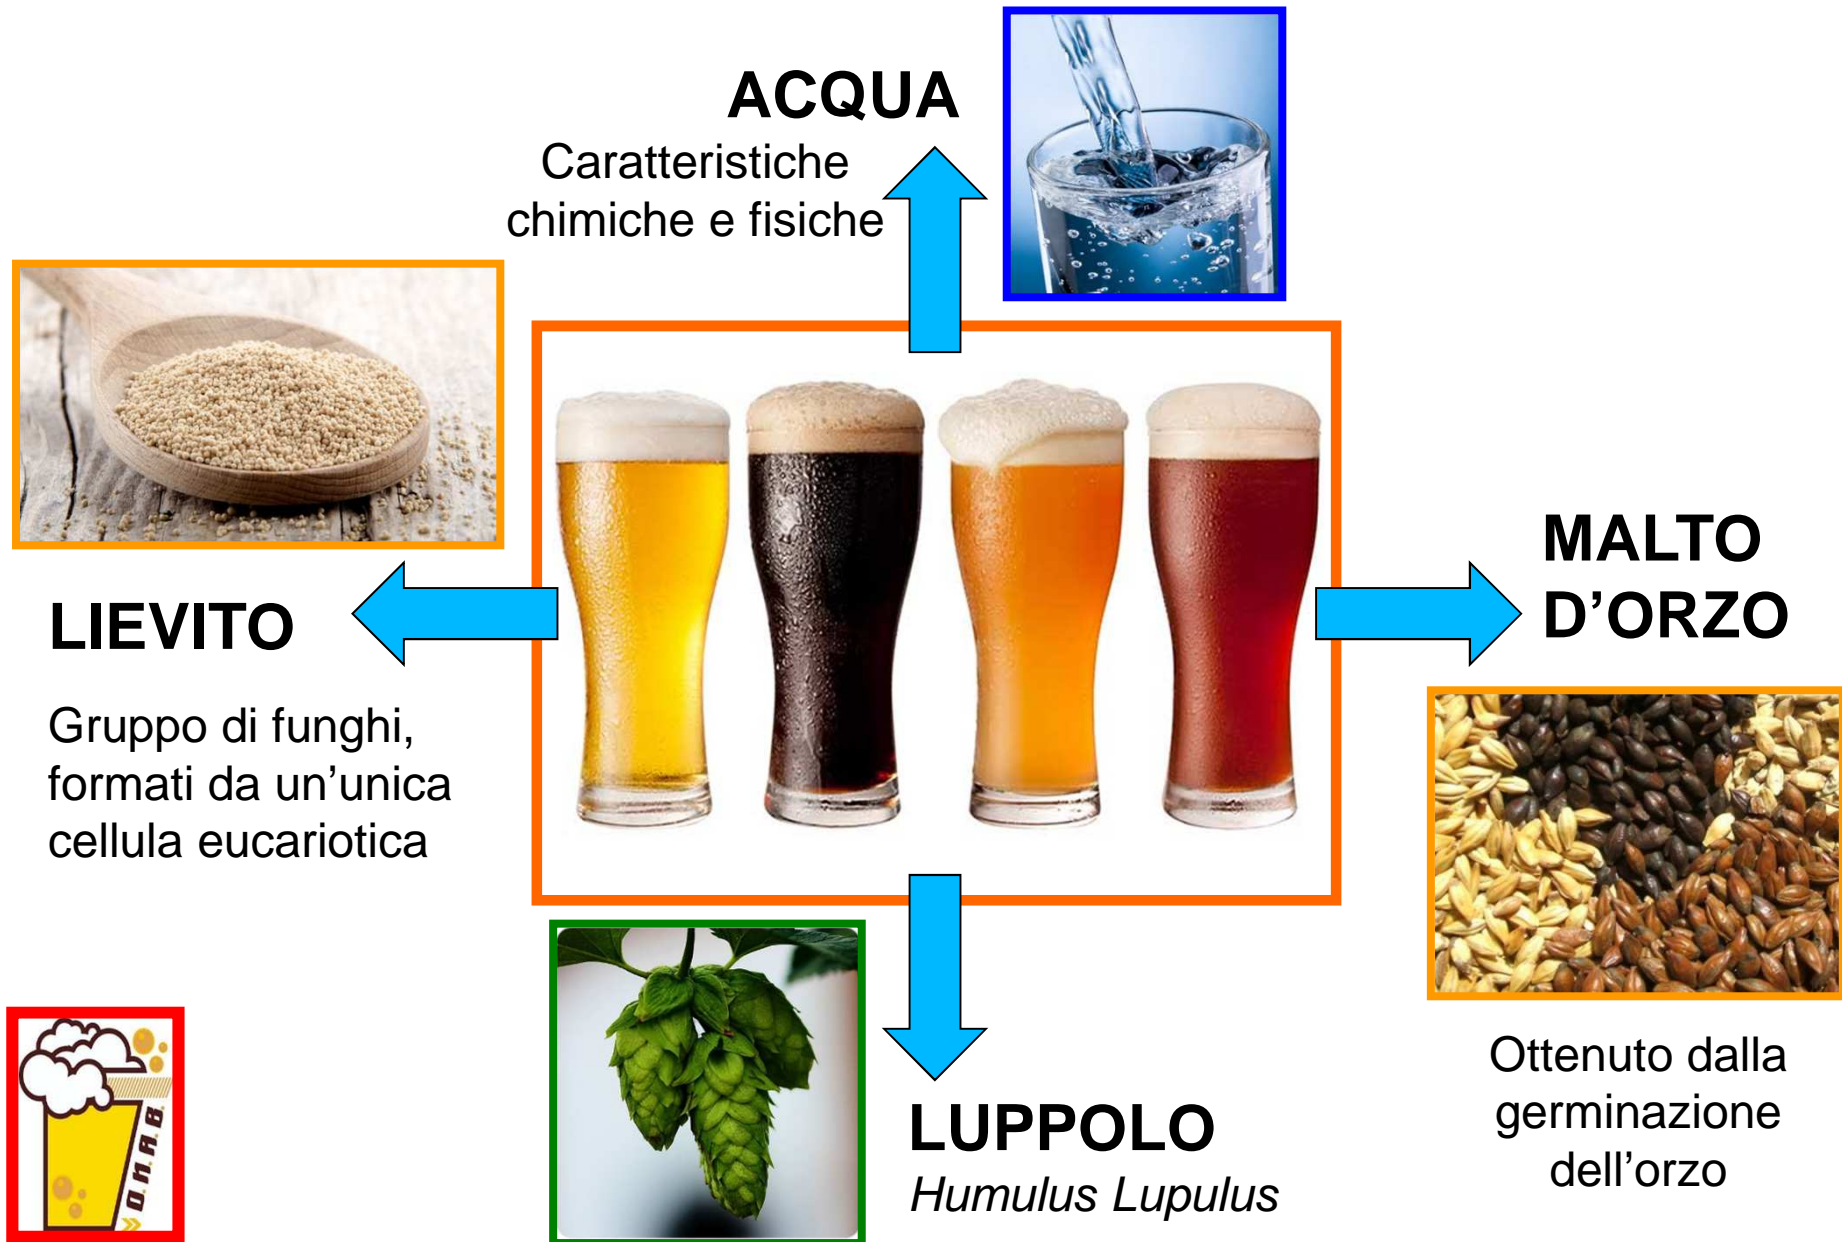 ACQUA
Caratteristiche
chimiche e fisiche
LIEVITO
Gruppo di funghi,
formati da un’unica
cellula eucariotica
MALTO
D’ORZO
Ottenuto dalla
germinazione
dell’orzo
LUPPOLO
Humulus Lupulus
O.N.A.B.